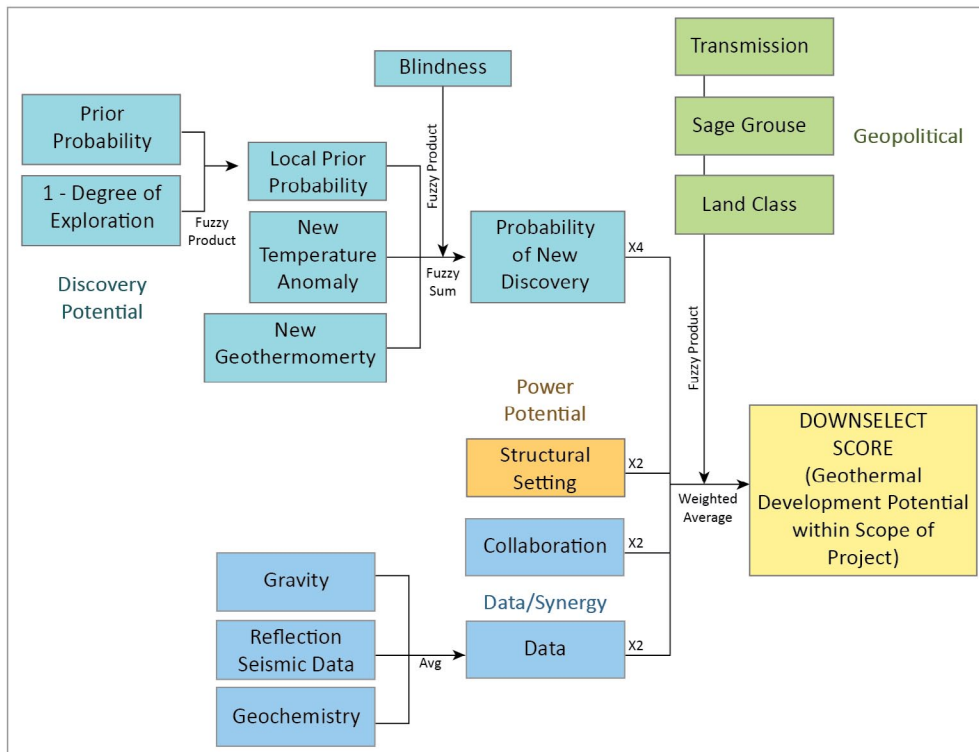 Transmission
Blindness
Prior
Probability
Sage Grouse
Geopolitical
Fuzzy Product
Local Prior
Probability
1 - Degree of
Exploration
Fuzzy
Product
Land Class
New
Temperature
Anomaly
Probability
of New
Discovery
X4
Fuzzy
Sum
Discovery
Potential
New
Geothermomerty
Fuzzy Product
Power
Potential
Structural
Setting
X2
DOWNSELECT
SCORE
(Geothermal
Development Potential
within Scope of
Project)
Weighted
Average
Collaboration
X2
Gravity
Data/Synergy
Reflection
Seismic Data
Avg
Data
X2
Geochemistry